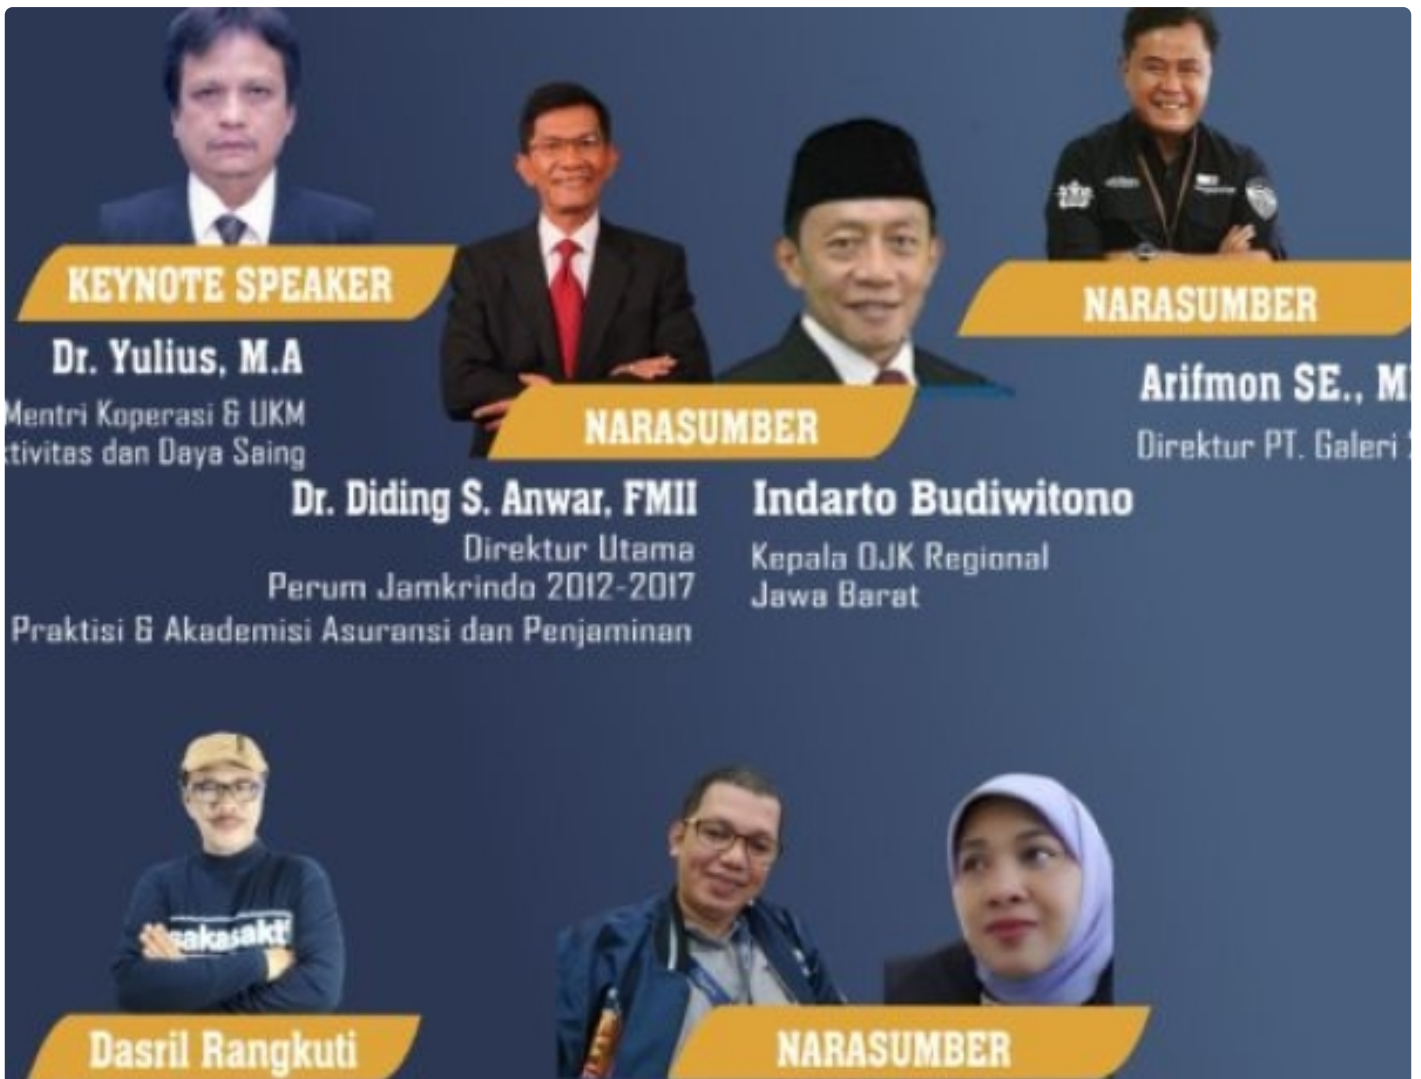 KEYNOTE SPEAKER
Dr. Yulius, M.A
Mentri Koperasi & UKM
ktivitas dan Daya Saing
NARASUMBER
Dr. Diding S. Anwar, FMII
Direktur Utama
Perum Jamkrindo 2012-2017
Praktisi & Akademisi Asuransi dan Penjaminan
Indarto Budiwitono
Kepala OJK Regional
Jawa Barat
NARASUMBER
Arifmon SE., M
Direktur PT. Galeri
sakasakti
Dasril Rangkuti
NARASUMBER